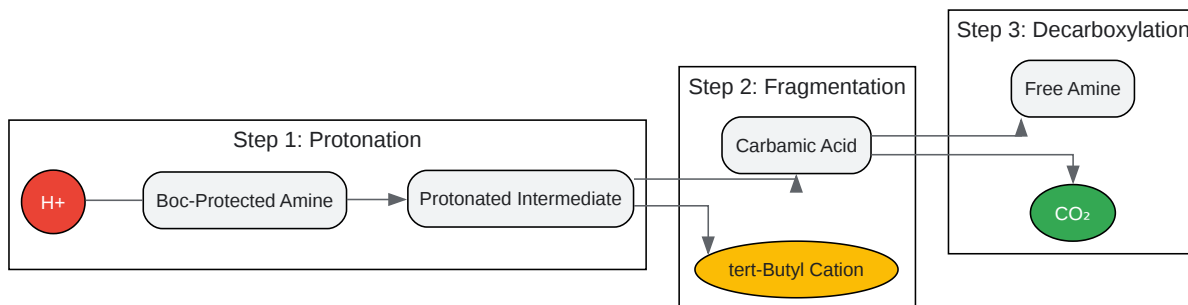 Step 1: Protonation
H+
Boc-Protected Amine
Protonated Intermediate
Step 2: Fragmentation
Carbamic Acid
tert-Butyl Cation
Step 3: Decarboxylation
Free Amine
CO₂